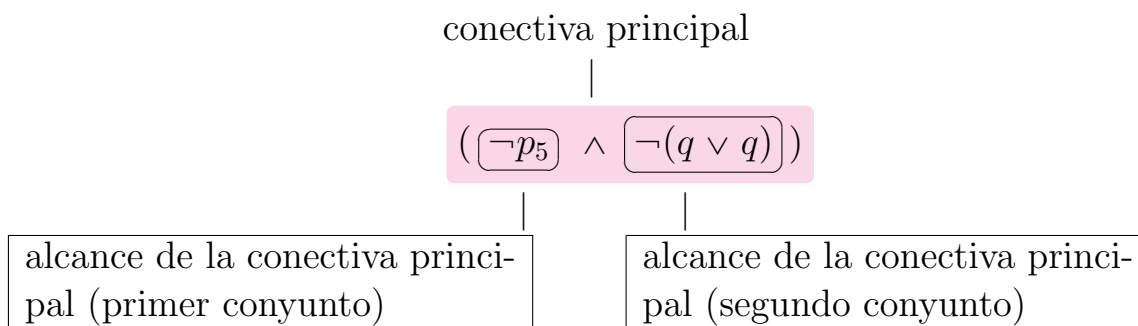 conectiva principal
(¬p₅ ∧ ¬(q ∨ q))
alcance de la conectiva princi-
pal (primer conyunto)
alcance de la conectiva princi-
pal (segundo conyunto)